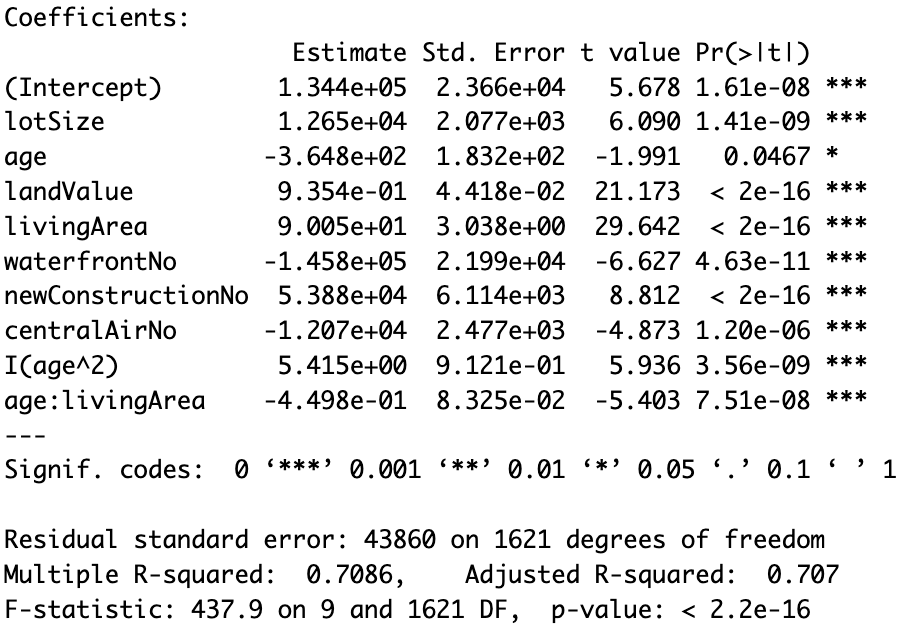 Coefficients:
Estimate Std. Error t value Pr(>|t|)
(Intercept) 1.344e+05 2.366e+04 5.678 1.61e-08 ***
lotSize 1.265e+04 2.077e+03 6.090 1.41e-09 ***
age -3.648e+02 1.832e+02 -1.991 0.0467 *
landValue 9.354e-01 4.418e-02 21.173 < 2e-16 ***
livingArea 9.005e+01 3.038e+00 29.642 < 2e-16 ***
waterfrontNo -1.458e+05 2.199e+04 -6.627 4.63e-11 ***
newConstructionNo 5.388e+04 6.114e+03 8.812 < 2e-16 ***
centralAirNo -1.207e+04 2.477e+03 -4.873 1.20e-06 ***
I(age^2) 5.415e+00 9.121e-01 5.936 3.56e-09 ***
age:livingArea -4.498e-01 8.325e-02 -5.403 7.51e-08 ***
---
Signif. codes: 0 ‘***’ 0.001 ‘**’ 0.01 ‘*’ 0.05 ‘.’ 0.1 ‘ ’ 1
Residual standard error: 43860 on 1621 degrees of freedom
Multiple R-squared: 0.7086, Adjusted R-squared: 0.707
F-statistic: 437.9 on 9 and 1621 DF, p-value: < 2.2e-16